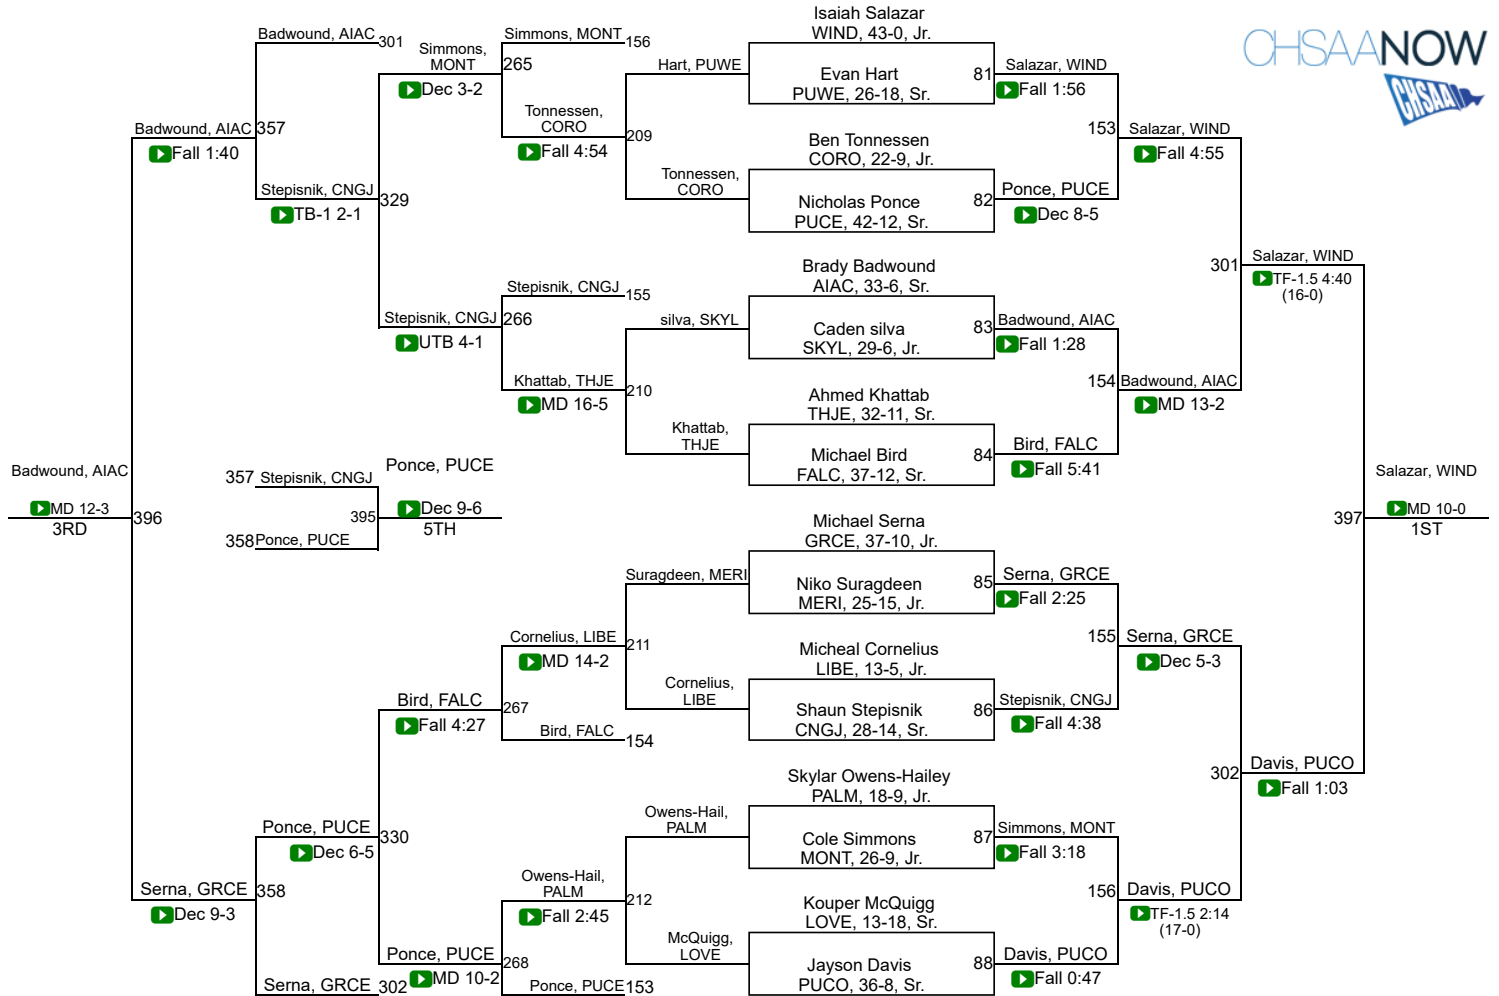 Badwound, AIAC
MD 12-3
3RD
396
Badwound, AIAC
Fall 1:40
Serna, GRCE
Dec 9-3
Badwound, AIAC
301
357
Stepisnik, CNGJ
TB-1 2-1
329
357
Stepisnik, CNGJ
358
Ponce, PUCE
395
Ponce, PUCE
Dec 9-6
5TH
Ponce, PUCE
Dec 6-5
330
358
Serna, GRCE
302
Simmons,
MONT
Dec 3-2
265
Stepisnik, CNGJ
UTB 4-1
266
Bird, FALC
Fall 4:27
267
Ponce, PUCE
MD 10-2
268
Simmons, MONT
156
Tonnessen,
CORO
Fall 4:54
209
Stepisnik, CNGJ
155
Khattab, THJE
MD 16-5
210
Cornelius, LIBE
MD 14-2
211
Bird, FALC
154
Owens-Hail,
PALM
Fall 2:45
212
Ponce, PUCE
153
Hart, PUWE
Tonnessen,
CORO
silva, SKYL
Khattab,
THJE
Suragdeen, MERI
Cornelius,
LIBE
Owens-Hail,
PALM
McQuigg,
LOVE
Isaiah Salazar
WIND, 43-0, Jr.
Evan Hart
PUWE, 26-18, Sr.
81
Ben Tonnessen
CORO, 22-9, Jr.
Nicholas Ponce
PUCE, 42-12, Sr.
82
Brady Badwound
AIAC, 33-6, Sr.
Caden silva
SKYL, 29-6, Jr.
83
Ahmed Khattab
THJE, 32-11, Sr.
Michael Bird
FALC, 37-12, Sr.
84
Michael Serna
GRCE, 37-10, Jr.
Niko Suragdeen
MERI, 25-15, Jr.
85
Micheal Cornelius
LIBE, 13-5, Jr.
Shaun Stepisnik
CNGJ, 28-14, Sr.
86
Skylar Owens-Hailey
PALM, 18-9, Jr.
Cole Simmons
MONT, 26-9, Jr.
87
Kouper McQuigg
LOVE, 13-18, Sr.
Jayson Davis
PUCO, 36-8, Sr.
88
Salazar, WIND
Fall 1:56
Ponce, PUCE
Dec 8-5
Badwound, AIAC
Fall 1:28
Bird, FALC
Fall 5:41
Serna, GRCE
Fall 2:25
Stepisnik, CNGJ
Fall 4:38
Simmons, MONT
Fall 3:18
Davis, PUCO
Fall 0:47
153
Salazar, WIND
Fall 4:55
154
Badwound, AIAC
MD 13-2
155
Serna, GRCE
Dec 5-3
156
Davis, PUCO
TF-1.5 2:14
(17-0)
301
Salazar, WIND
TF-1.5 4:40
(16-0)
302
Davis, PUCO
Fall 1:03
397
Salazar, WIND
MD 10-0
1ST
CHSAANOW
CHSAA